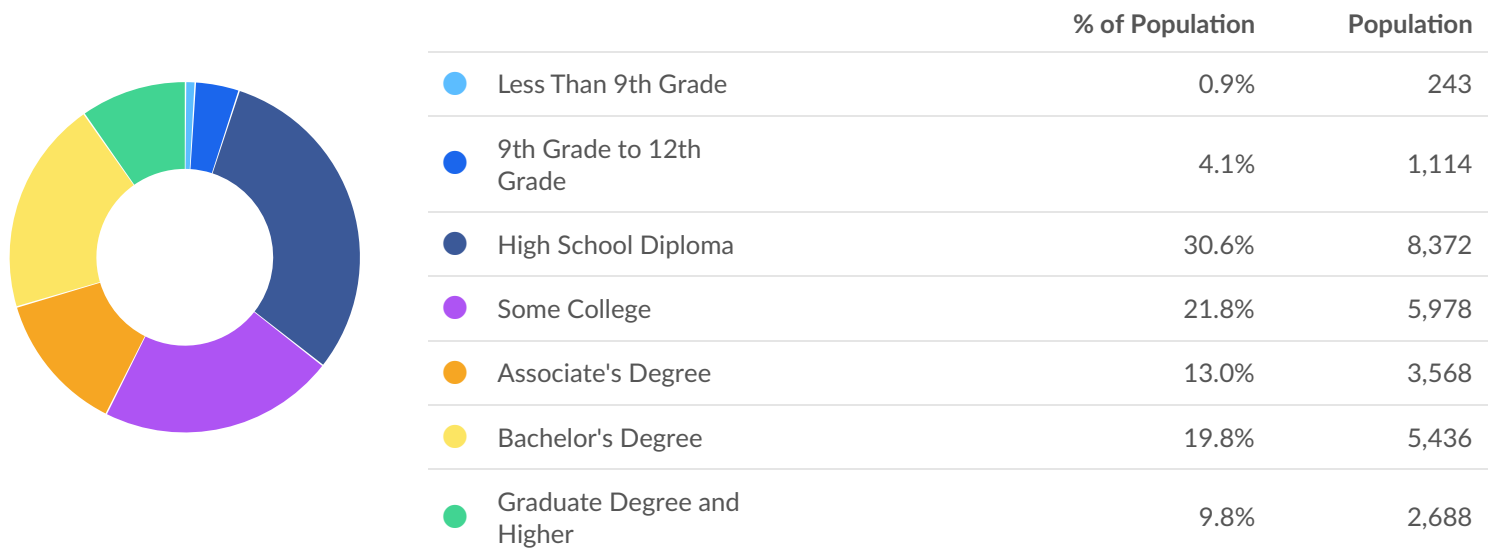 % of Population Population
Less Than 9th Grade 0.9% 243
9th Grade to 12th
Grade 4.1% 1,114
High School Diploma 30.6% 8,372
Some College 21.8% 5,978
Associate's Degree 13.0% 3,568
Bachelor's Degree 19.8% 5,436
Graduate Degree and
Higher 9.8% 2,688